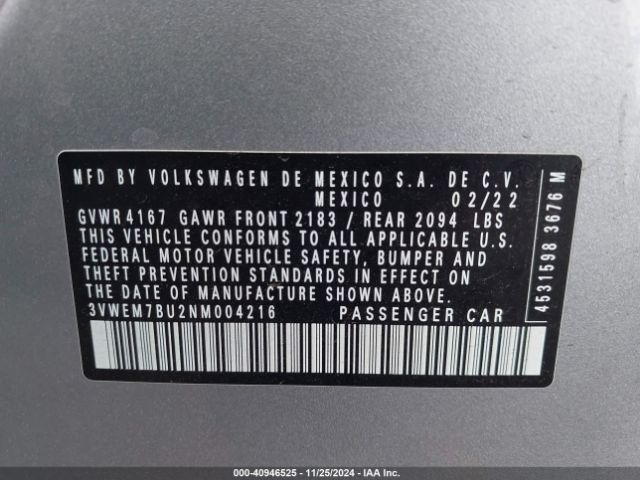 MFD BY VOLKSWAGEN DE MEXICO S.A. DE C.V.
MEXICO 02/22
GVWR 4167 GAWR FRONT 2183 / REAR 2094 LBS
THIS VEHICLE CONFORMS TO ALL APPLICABLE U.S.
FEDERAL MOTOR VEHICLE SAFETY, BUMPER AND
THEFT PREVENTION STANDARDS IN EFFECT ON
THE DATE OF MANUFACTURE SHOWN ABOVE.
3VWEM7BU2NM004216 PASSENGER CAR
4531598 3676 M
000-40946525 - 11/25/2024 -